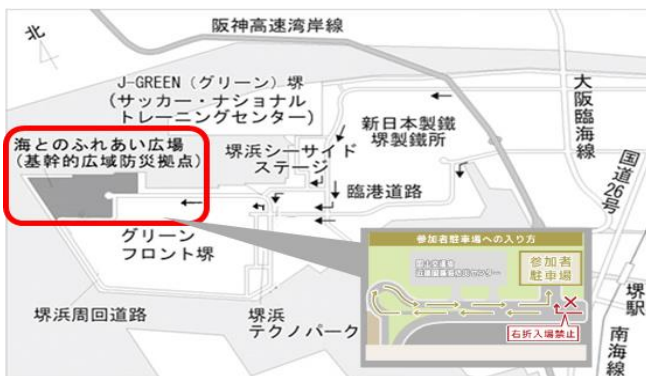 北
阪神高速湾岸線
J-GREEN（グリーン）堺
（サッカー・ナショナル
トレーニングセンター）
海とのふれあい広場
（基幹的広域防災拠点）
堺浜シーサイド
ステージ
新日本製鐵
堺製鐵所
大阪臨海線
国道26号
臨港道路
グリーン
フロント堺
堺浜周回道路
堺浜
テクノパーク
参加者駐車場への入り方
参加者
駐車場
右折入場禁止
堺駅
南海線